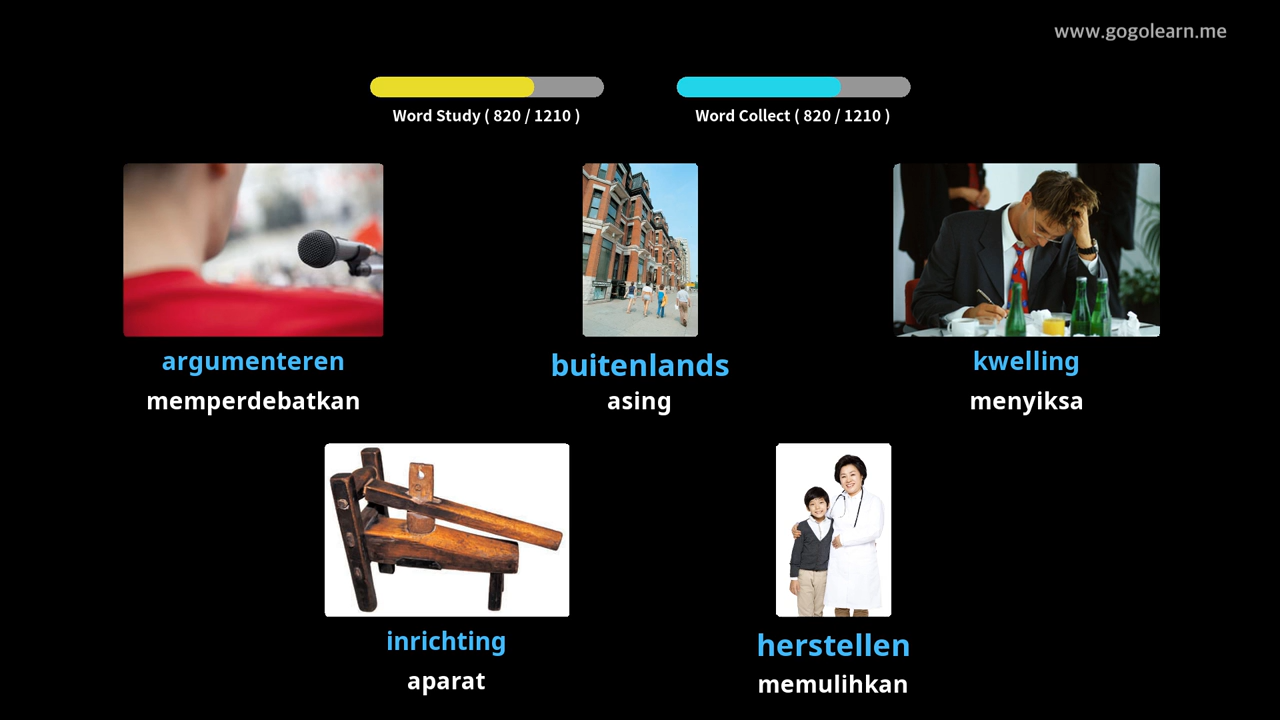 www.gogolearn.me
Word Study ( 820 / 1210 )
Word Collect ( 820 / 1210 )
argumenteren
memperdebatkan
buitenlands
asing
kwelling
menyiksa
inrichting
aparat
herstellen
memulihkan